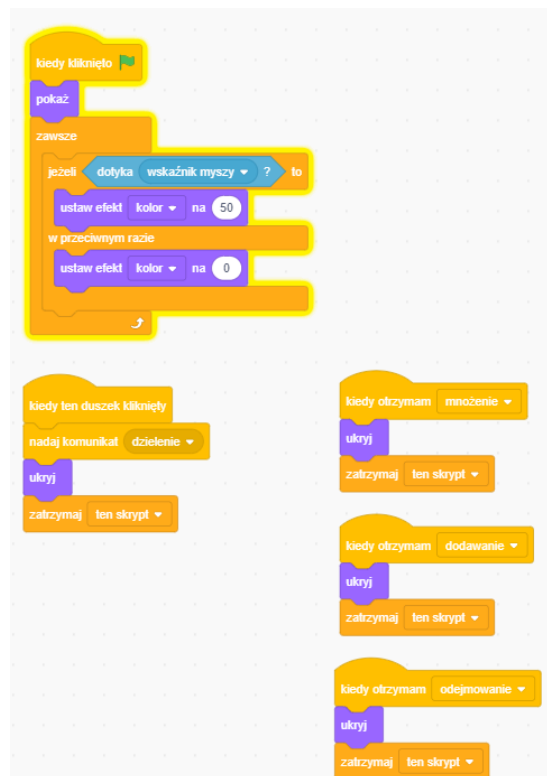 kiedy kliknięto
pokaż
zawsze
jeżeli dotyka wskaźnik myszy ? to
ustaw efekt kolor na 50
w przeciwnym razie
ustaw efekt kolor na 0
kiedy ten duszek kliknięty
nadaj komunikat dzielenie
ukryj
zatrzymaj ten skrypt
kiedy otrzymam mnożenie
ukryj
zatrzymaj ten skrypt
kiedy otrzymam dodawanie
ukryj
zatrzymaj ten skrypt
kiedy otrzymam odejmowanie
ukryj
zatrzymaj ten skrypt